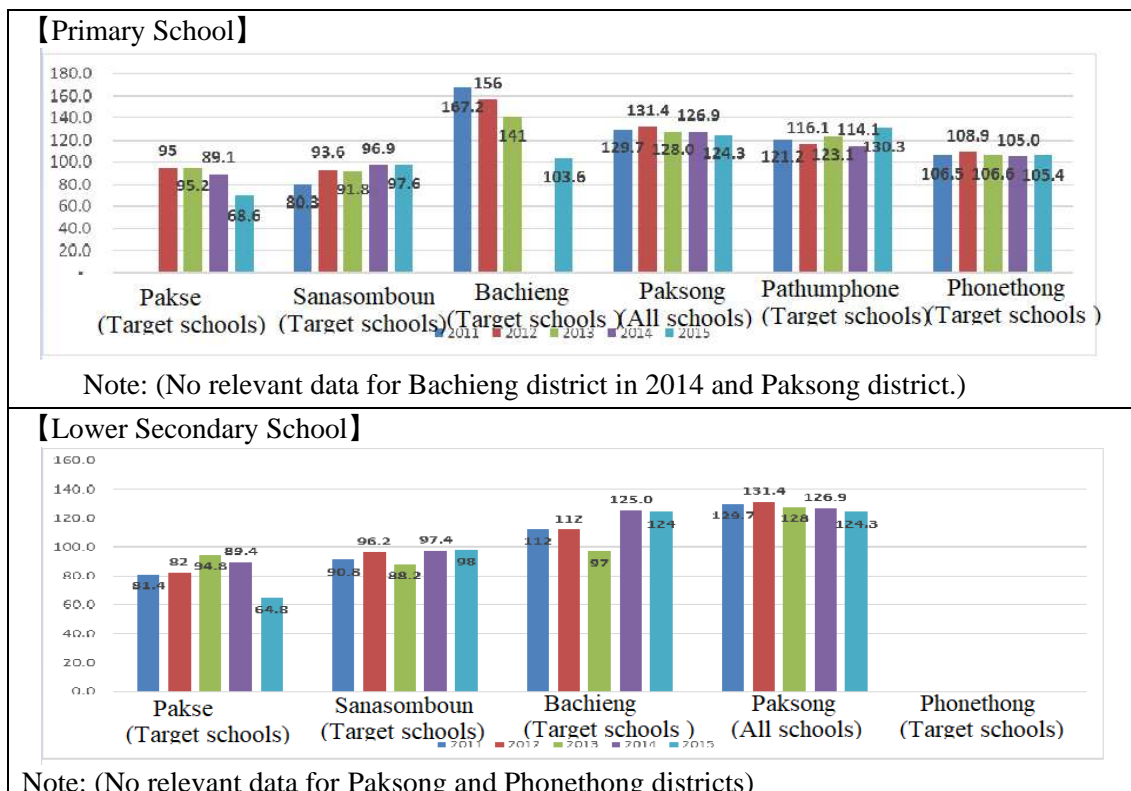 【Primary School】
180.0
160.0
140.0
120.0
100.0
80.0
60.0
40.0
20.0
-
95 95.2 89.1 68.6
80.3 93.6 91.8 96.9 97.6
167.2 156 141 103.6
129.7 131.4 128.0 126.9 124.3
121.2 116.1 123.1 114.1 130.3
106.5 108.9 106.6 105.0 105.4
Pakse Sanasomboun Bachieng Paksong Pathumphone Phonethong
(Target schools) (Target schools) (Target schools ) (All schools) (Target schools) (Target schools )
2011 2012 2013 2014 2015
Note: (No relevant data for Bachieng district in 2014 and Paksong district.)
【Lower Secondary School】
160.0
140.0
120.0
100.0
80.0
60.0
40.0
20.0
0.0
81.4 82 94.8 89.4 64.8
90.8 96.2 88.2 97.4 98
112 112 97 125.0 124
129.7 131.4 128 126.9 124.3
Pakse Sanasomboun Bachieng Paksong Phonethong
(Target schools) (Target schools) (Target schools ) (All schools) (Target schools)
2011 2012 2013 2014 2015
Note: (No relevant data for Paksong and Phonethong districts)